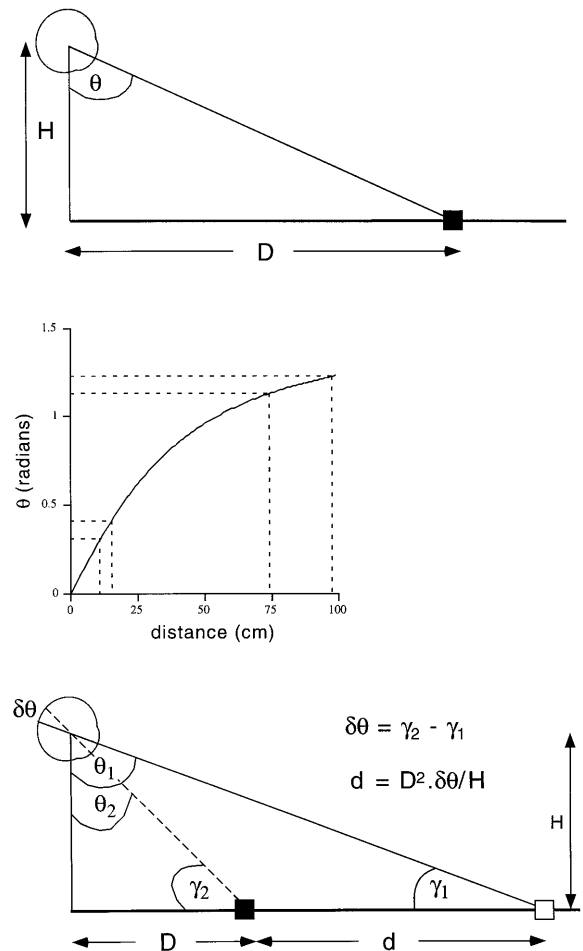 θ
H
D
1.5
1
0.5
0
θ (radians)
0 25 50 75 100
distance (cm)
δθ
θ₁
θ₂
γ₂
γ₁
δθ = γ₂ - γ₁
d = D².δθ/H
H
D
d